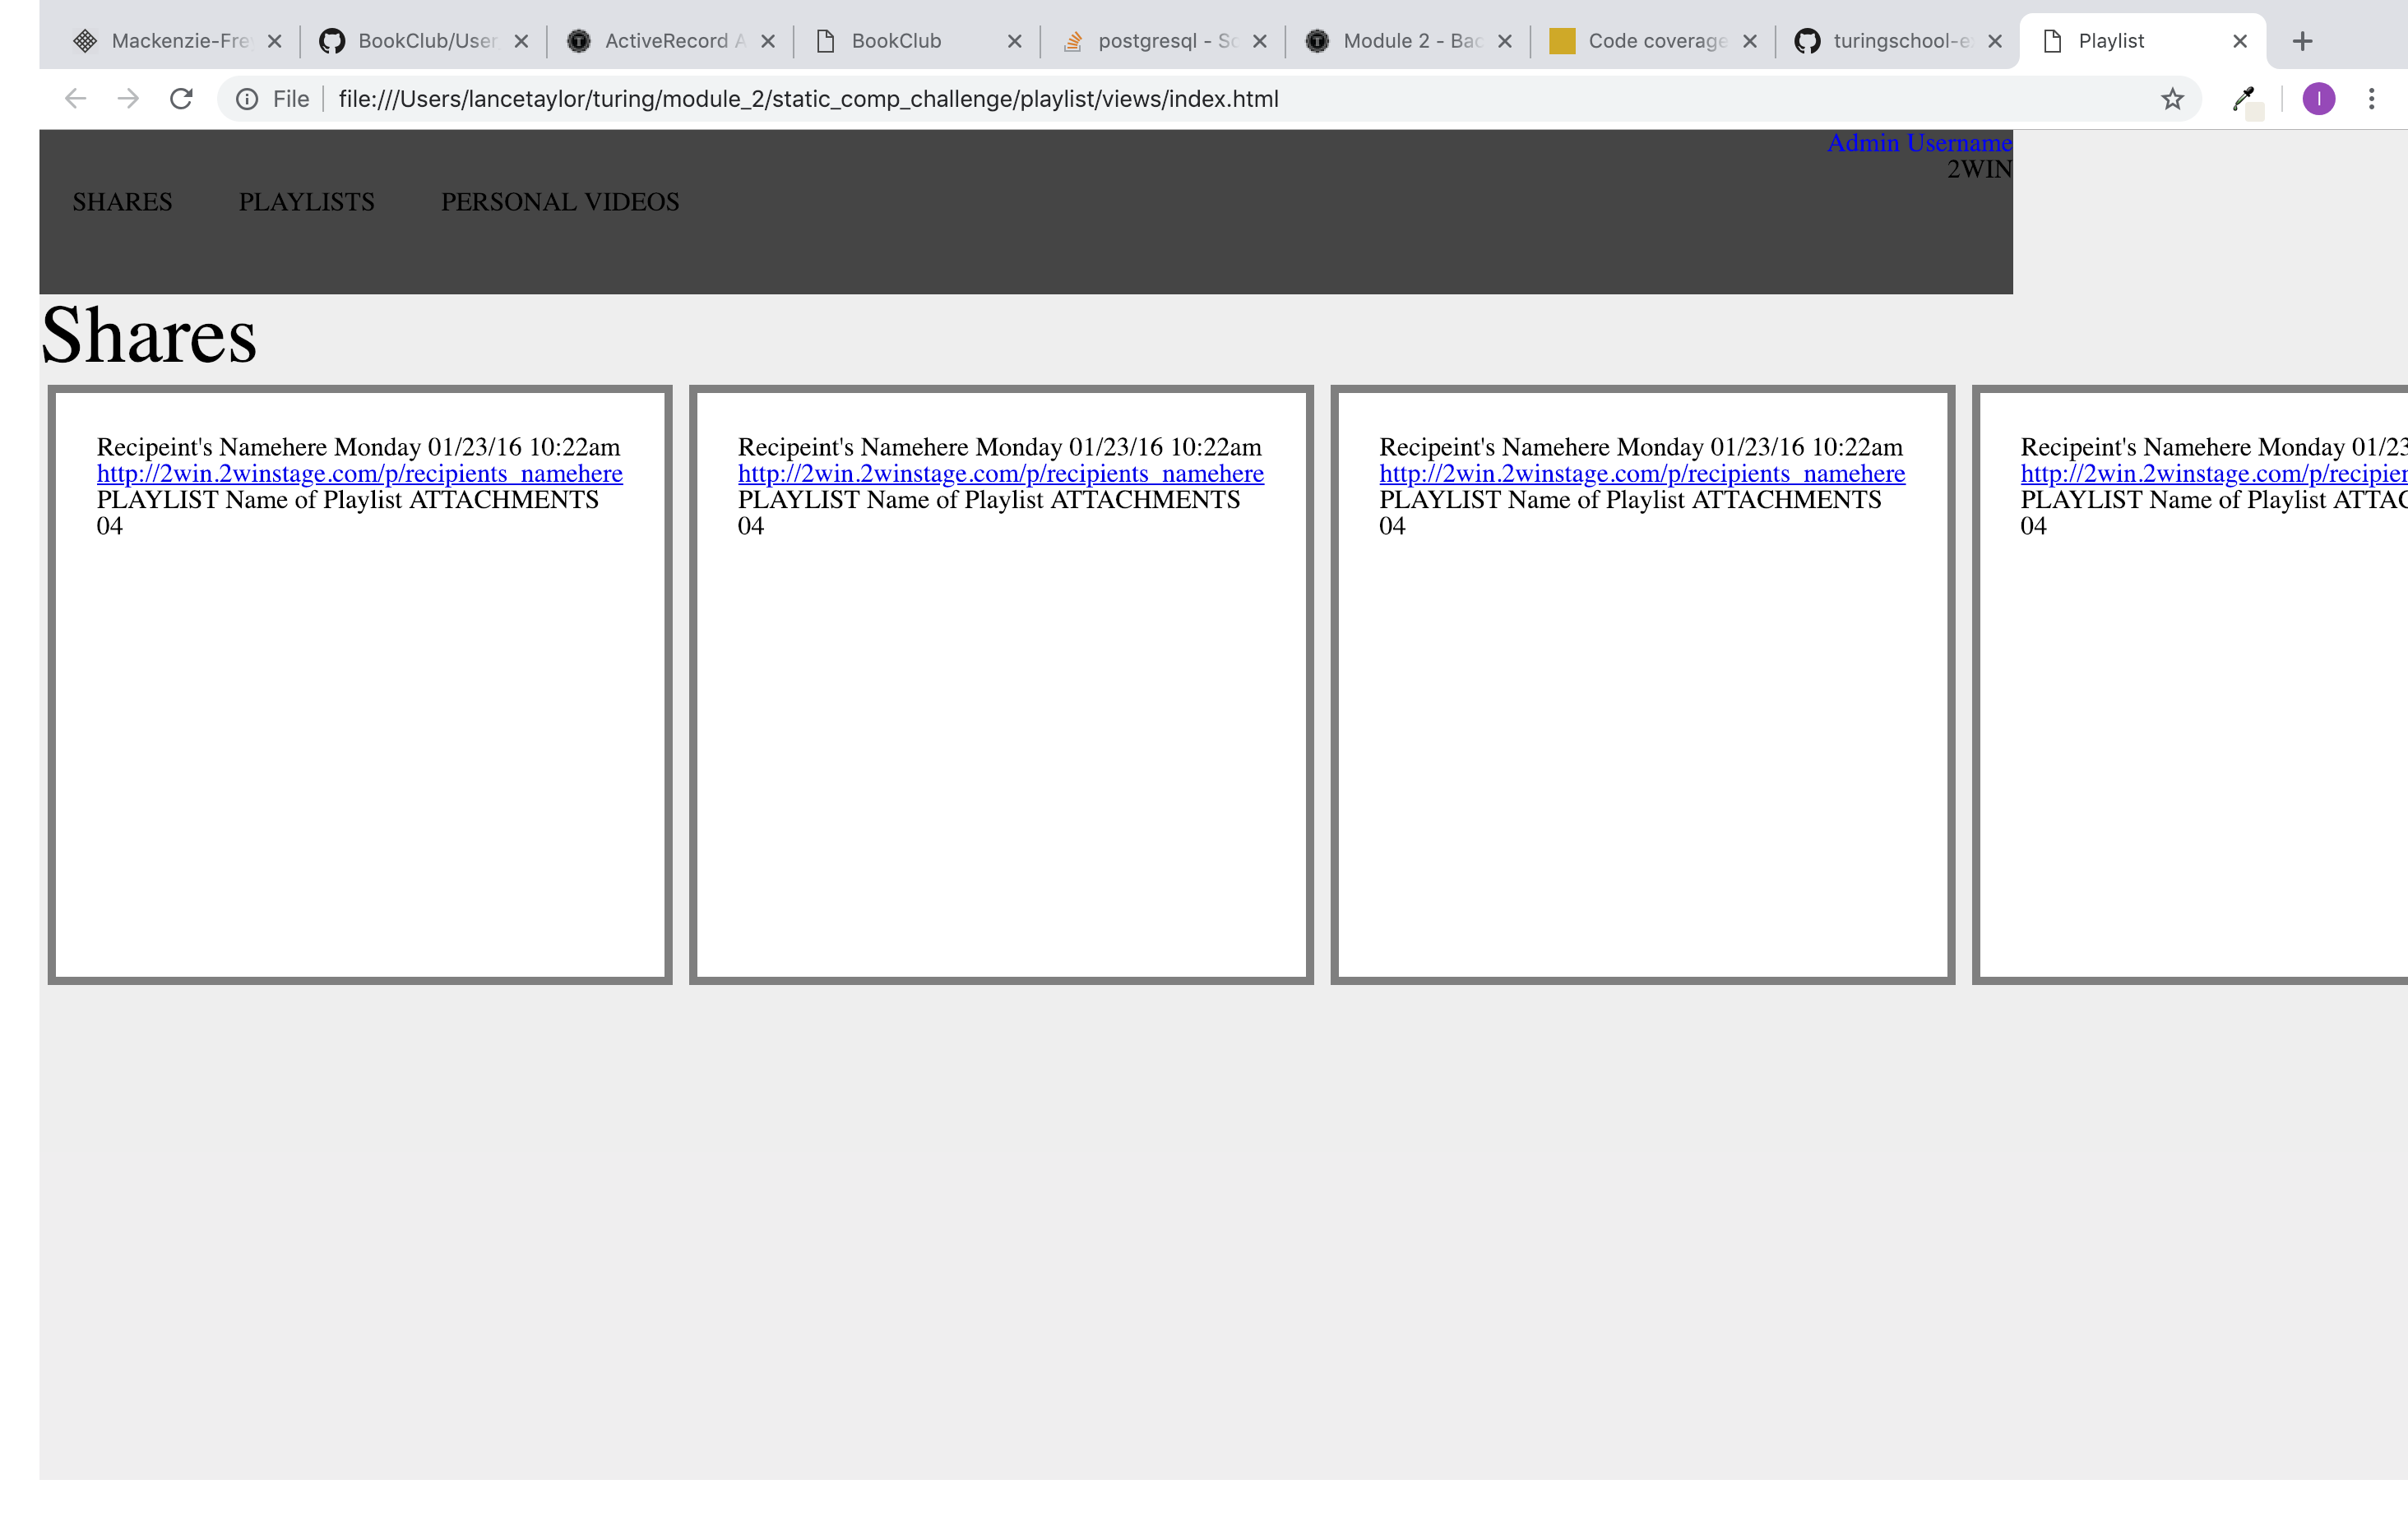 Mackenzie-Fre
BookClub/User
ActiveRecord A
BookClub
postgresql - So
Module 2 - Bac
Code coverage
turingschool-e
Playlist
File
file:///Users/lancetaylor/turing/module_2/static_comp_challenge/playlist/views/index.html
I
Admin Username
2WIN
SHARES PLAYLISTS PERSONAL VIDEOS
Shares
Recipeint's Namehere Monday 01/23/16 10:22am
http://2win.2winstage.com/p/recipients_namehere
PLAYLIST Name of Playlist ATTACHMENTS
04
Recipeint's Namehere Monday 01/23/16 10:22am
http://2win.2winstage.com/p/recipients_namehere
PLAYLIST Name of Playlist ATTACHMENTS
04
Recipeint's Namehere Monday 01/23/16 10:22am
http://2win.2winstage.com/p/recipients_namehere
PLAYLIST Name of Playlist ATTACHMENTS
04
Recipeint's Namehere Monday 01/23
http://2win.2winstage.com/p/recipien
PLAYLIST Name of Playlist ATTAC
04